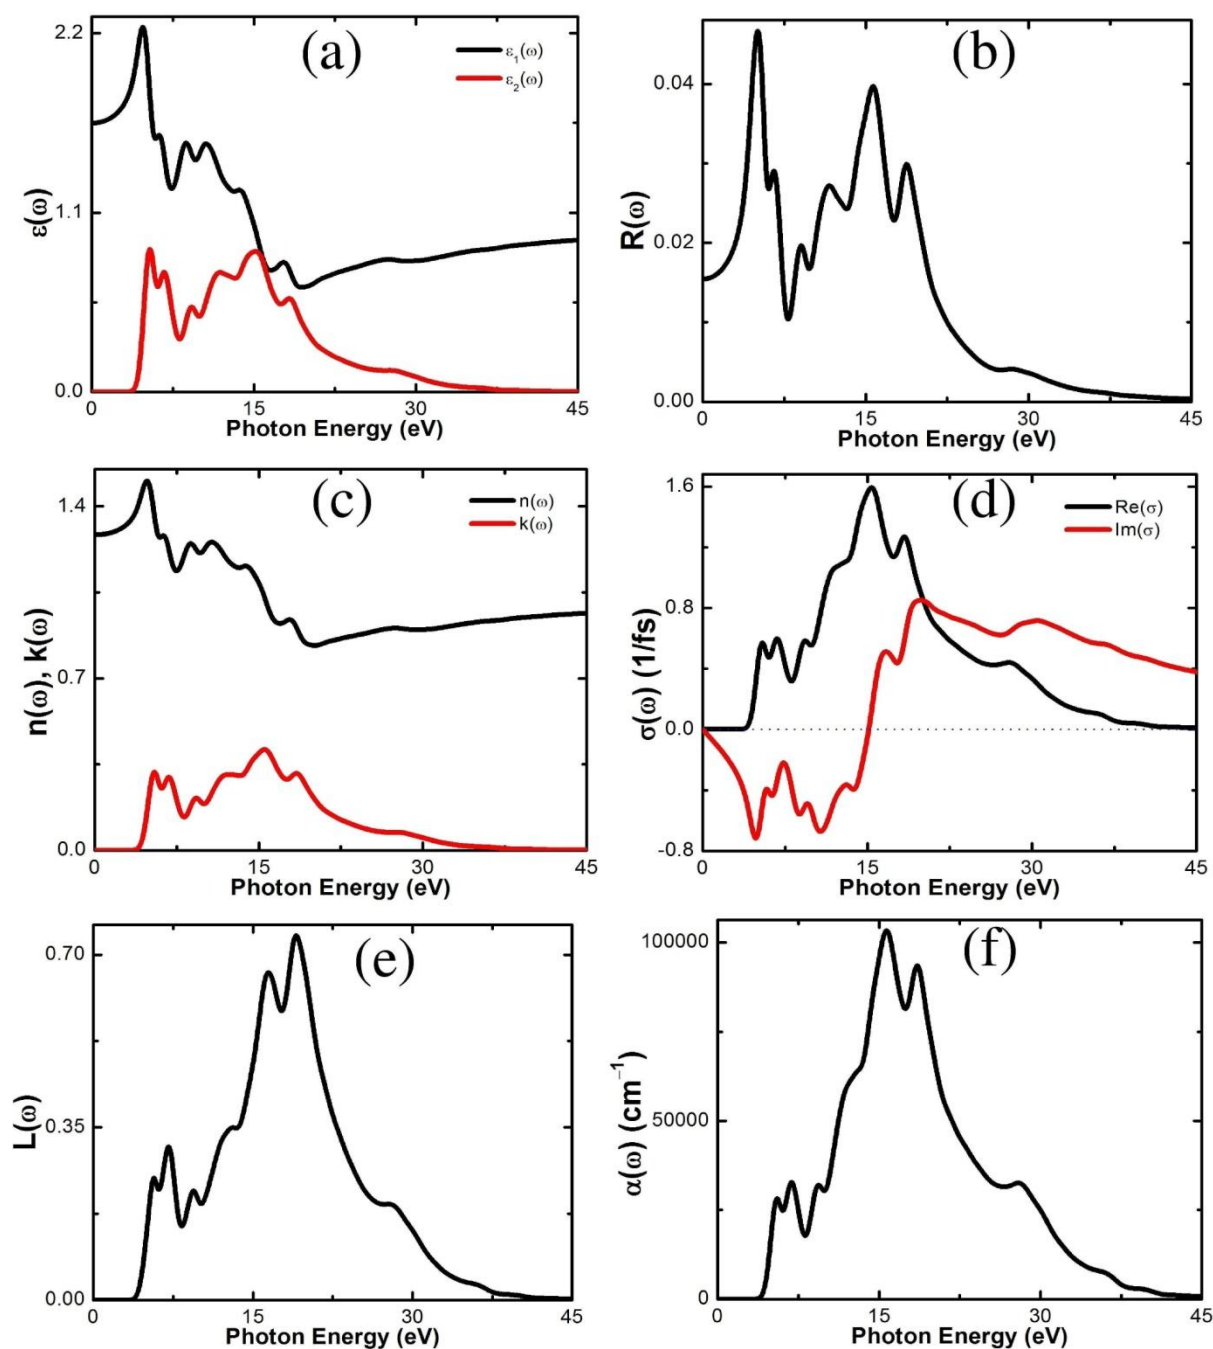 (a)
ε₁(ω)
ε₂(ω)
2.2
1.1
0.0
ε(ω)
0 15 30 45
Photon Energy (eV)
(b)
0.04
0.02
0.00
R(ω)
0 15 30 45
Photon Energy (eV)
(c)
n(ω)
k(ω)
1.4
0.7
0.0
n(ω), k(ω)
0 15 30 45
Photon Energy (eV)
(d)
Re(σ)
Im(σ)
1.6
0.8
0.0
-0.8
σ(ω) (1/fs)
0 15 30 45
Photon Energy (eV)
(e)
0.70
0.35
0.00
L(ω)
0 15 30 45
Photon Energy (eV)
(f)
100000
50000
0
α(ω) (cm⁻¹)
0 15 30 45
Photon Energy (eV)